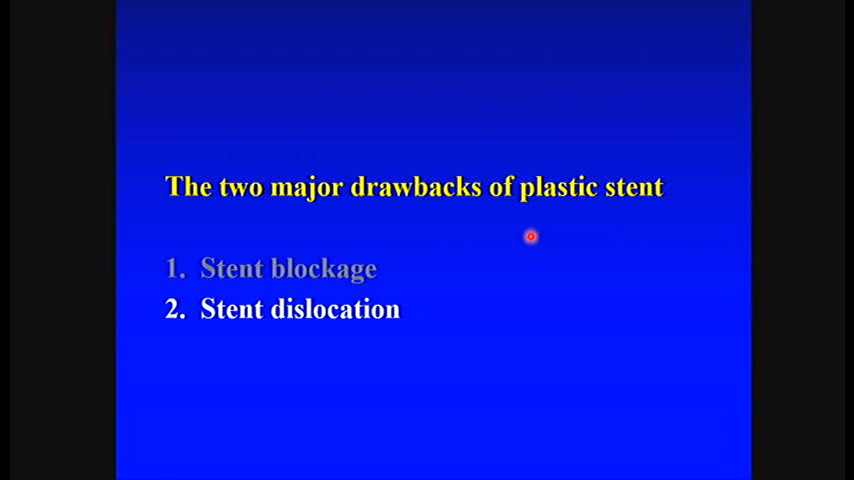 The two major drawbacks of plastic stent
1. Stent blockage
2. Stent dislocation